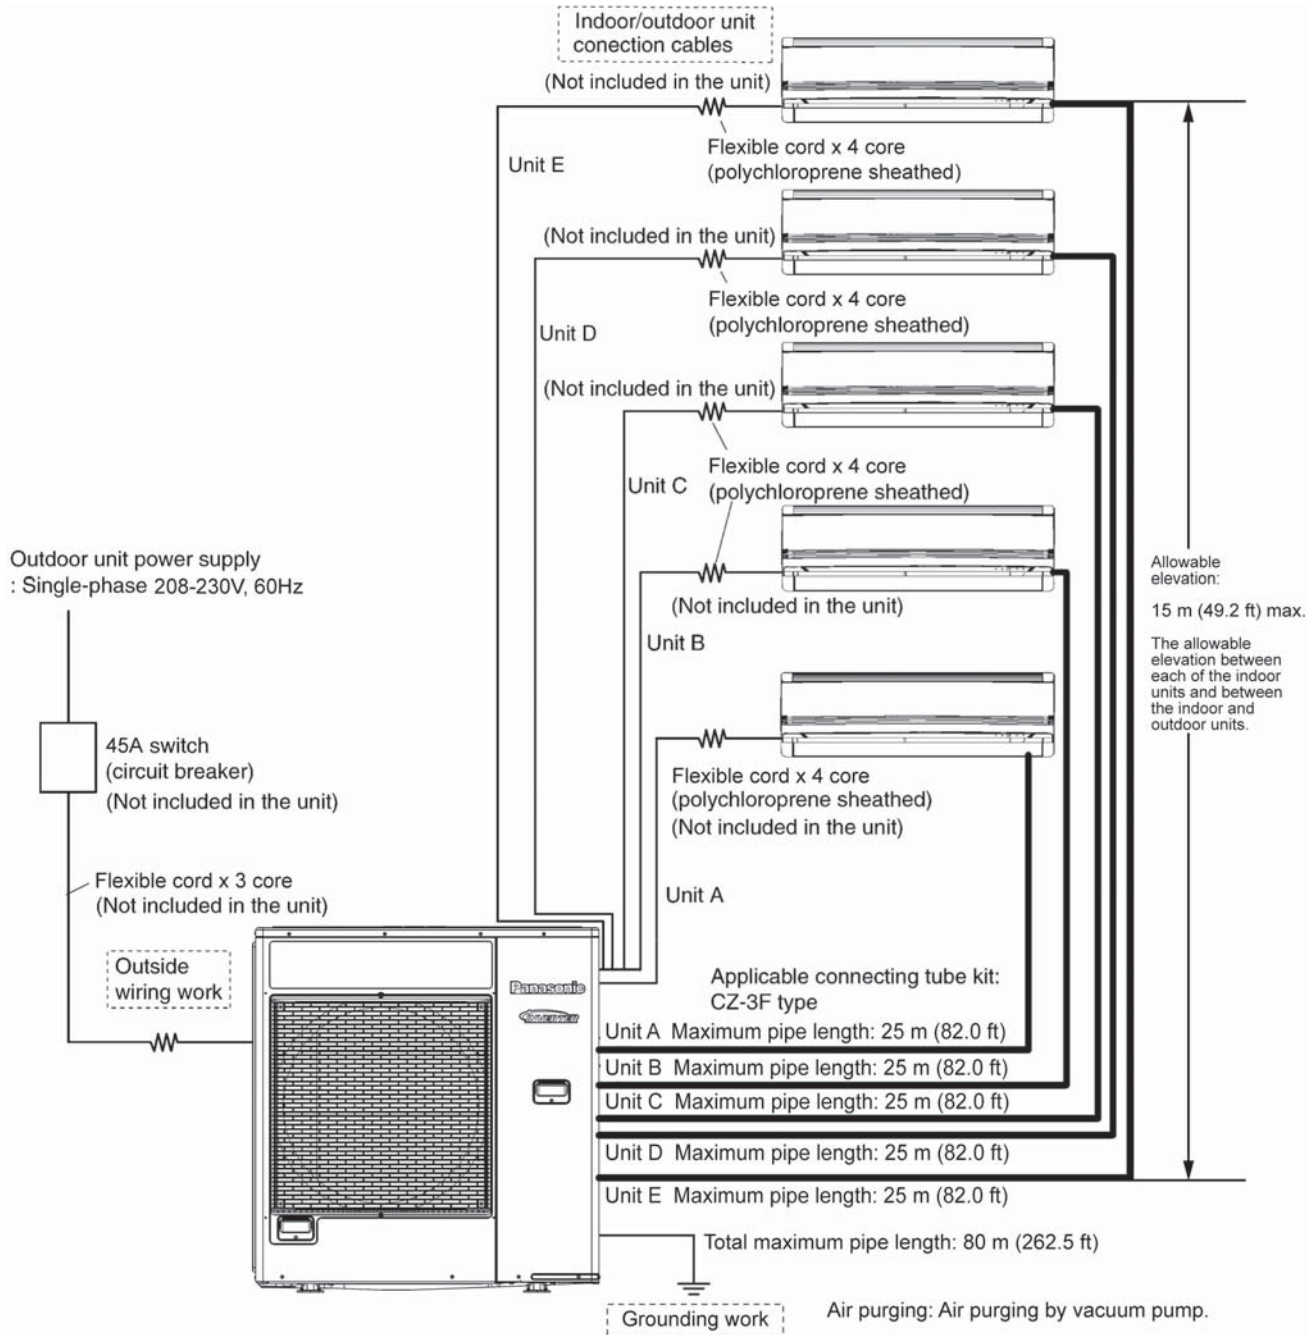 Indoor/outdoor unit
conection cables
(Not included in the unit)
Flexible cord x 4 core
(polychloroprene sheathed)
Unit E
(Not included in the unit)
Flexible cord x 4 core
(polychloroprene sheathed)
Unit D
(Not included in the unit)
Flexible cord x 4 core
(polychloroprene sheathed)
Unit C
(Not included in the unit)
Unit B
Outdoor unit power supply
: Single-phase 208-230V, 60Hz
Allowable
elevation:
15 m (49.2 ft) max.
The allowable
elevation between
each of the indoor
units and between
the indoor and
outdoor units.
45A switch
(circuit breaker)
(Not included in the unit)
Flexible cord x 4 core
(polychloroprene sheathed)
(Not included in the unit)
Unit A
Flexible cord x 3 core
(Not included in the unit)
Outside
wiring work
Panasonic
Applicable connecting tube kit:
CZ-3F type
Unit A Maximum pipe length: 25 m (82.0 ft)
Unit B Maximum pipe length: 25 m (82.0 ft)
Unit C Maximum pipe length: 25 m (82.0 ft)
Unit D Maximum pipe length: 25 m (82.0 ft)
Unit E Maximum pipe length: 25 m (82.0 ft)
Total maximum pipe length: 80 m (262.5 ft)
Grounding work
Air purging: Air purging by vacuum pump.